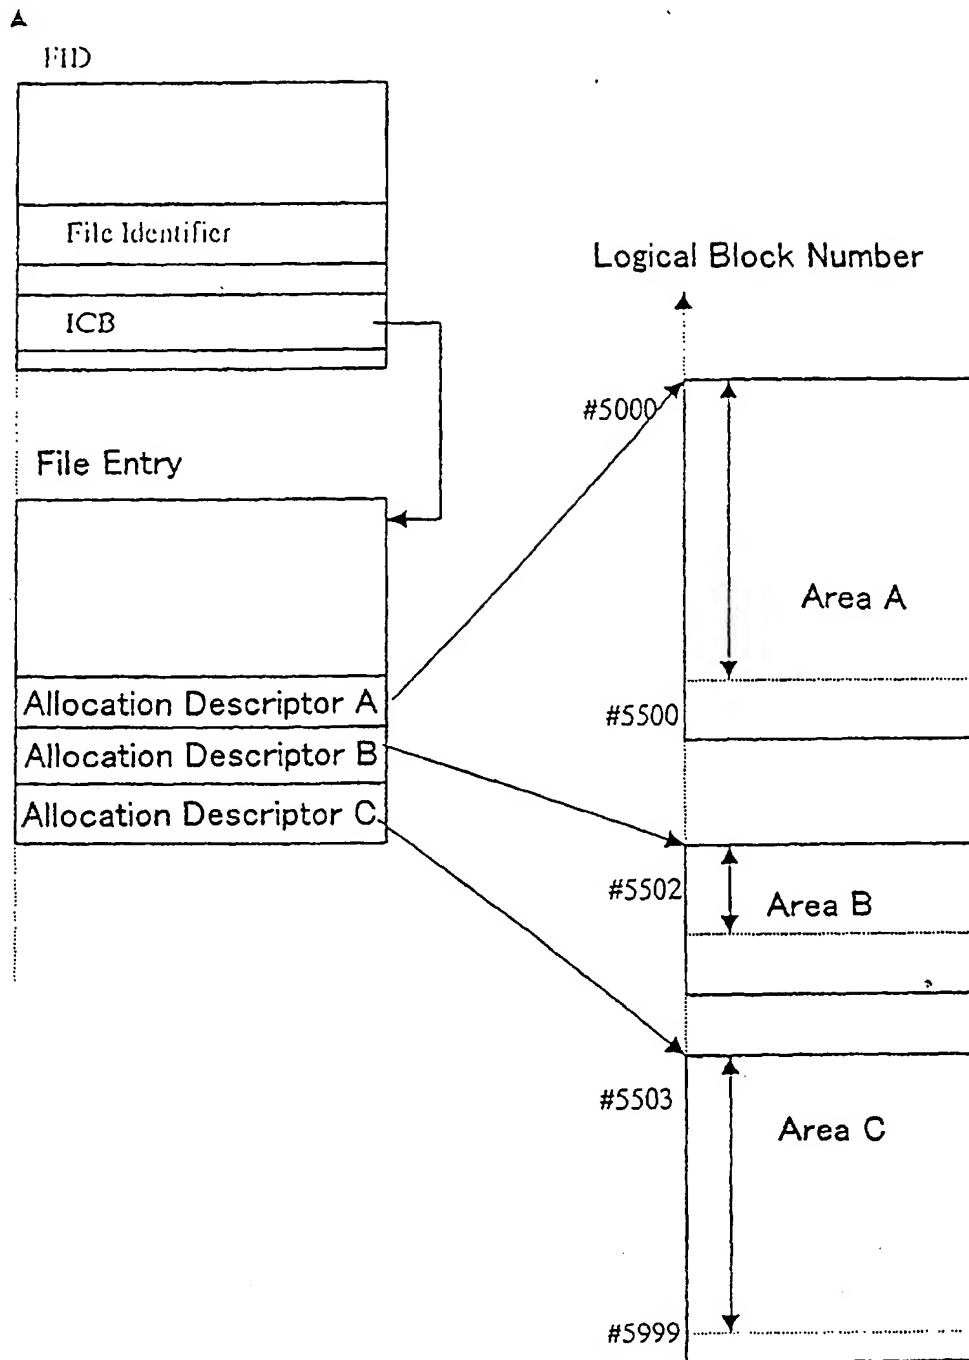 FID
File Identifier
ICB
File Entry
Allocation Descriptor A
Allocation Descriptor B
Allocation Descriptor C
Logical Block Number
#5000
Area A
#5500
#5502
Area B
#5503
Area C
#5999